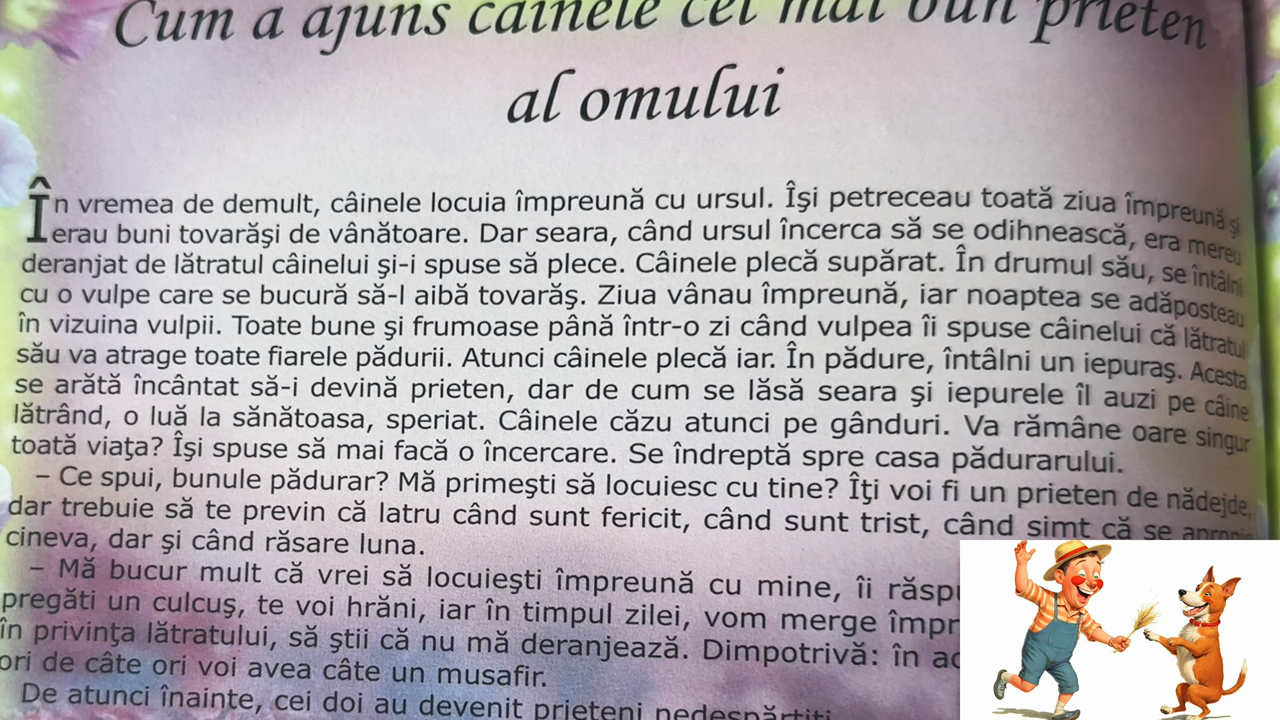 Cum a ajuns câinele cel mai bun prieten
al omului
În vremea de demult, câinele locuia împreună cu ursul. Îşi petreceau toată ziua împreună şi
erau buni tovarăşi de vânătoare. Dar seara, când ursul încerca să se odihnească, era mereu
deranjat de lătratul câinelui şi-i spuse să plece. Câinele plecă supărat. În drumul său, se întâlni
cu o vulpe care se bucură să-l aibă tovarăş. Ziua vânau împreună, iar noaptea se adăposteau
în vizuina vulpii. Toate bune şi frumoase până într-o zi când vulpea îi spuse câinelui că lătratul
său va atrage toate fiarele pădurii. Atunci câinele plecă iar. În pădure, întâlni un iepuraş. Acesta
se arătă încântat să-i devină prieten, dar de cum se lăsă seara şi iepurele îl auzi pe câine
lătrând, o luă la sănătoasa, speriat. Câinele căzu atunci pe gânduri. Va rămâne oare singur
toată viaţa? Îşi spuse să mai facă o încercare. Se îndreptă spre casa pădurarului.
– Ce spui, bunule pădurar? Mă primeşti să locuiesc cu tine? Îţi voi fi un prieten de nădejde,
dar trebuie să te previn că latru când sunt fericit, când sunt trist, când simt că se apropie
cineva, dar şi când răsare luna.
– Mă bucur mult că vrei să locuieşti împreună cu mine, îi
pregăti un culcuş, te voi hrăni, iar în timpul zilei, vom merge
în privinţa lătratului, să ştii că nu mă deranjează. Dimpotrivă: în
ori de câte ori voi avea câte un musafir.
De atunci înainte, cei doi au devenit prieteni nedespărţiţi.